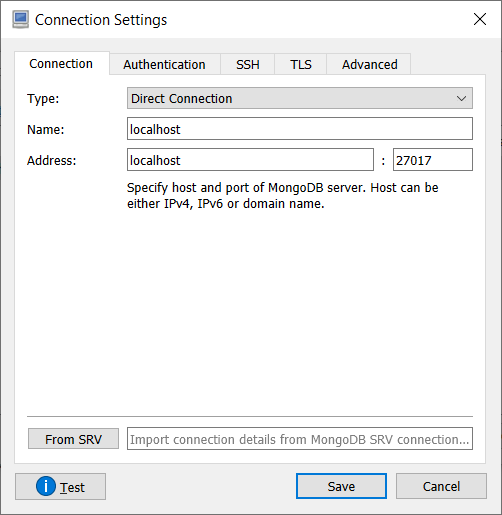 Connection Settings
Connection Authentication SSH TLS Advanced
Type: Direct Connection
Name: localhost
Address: localhost : 27017
Specify host and port of MongoDB server. Host can be
either IPv4, IPv6 or domain name.
From SRV Import connection details from MongoDB SRV connection...
Test Save Cancel